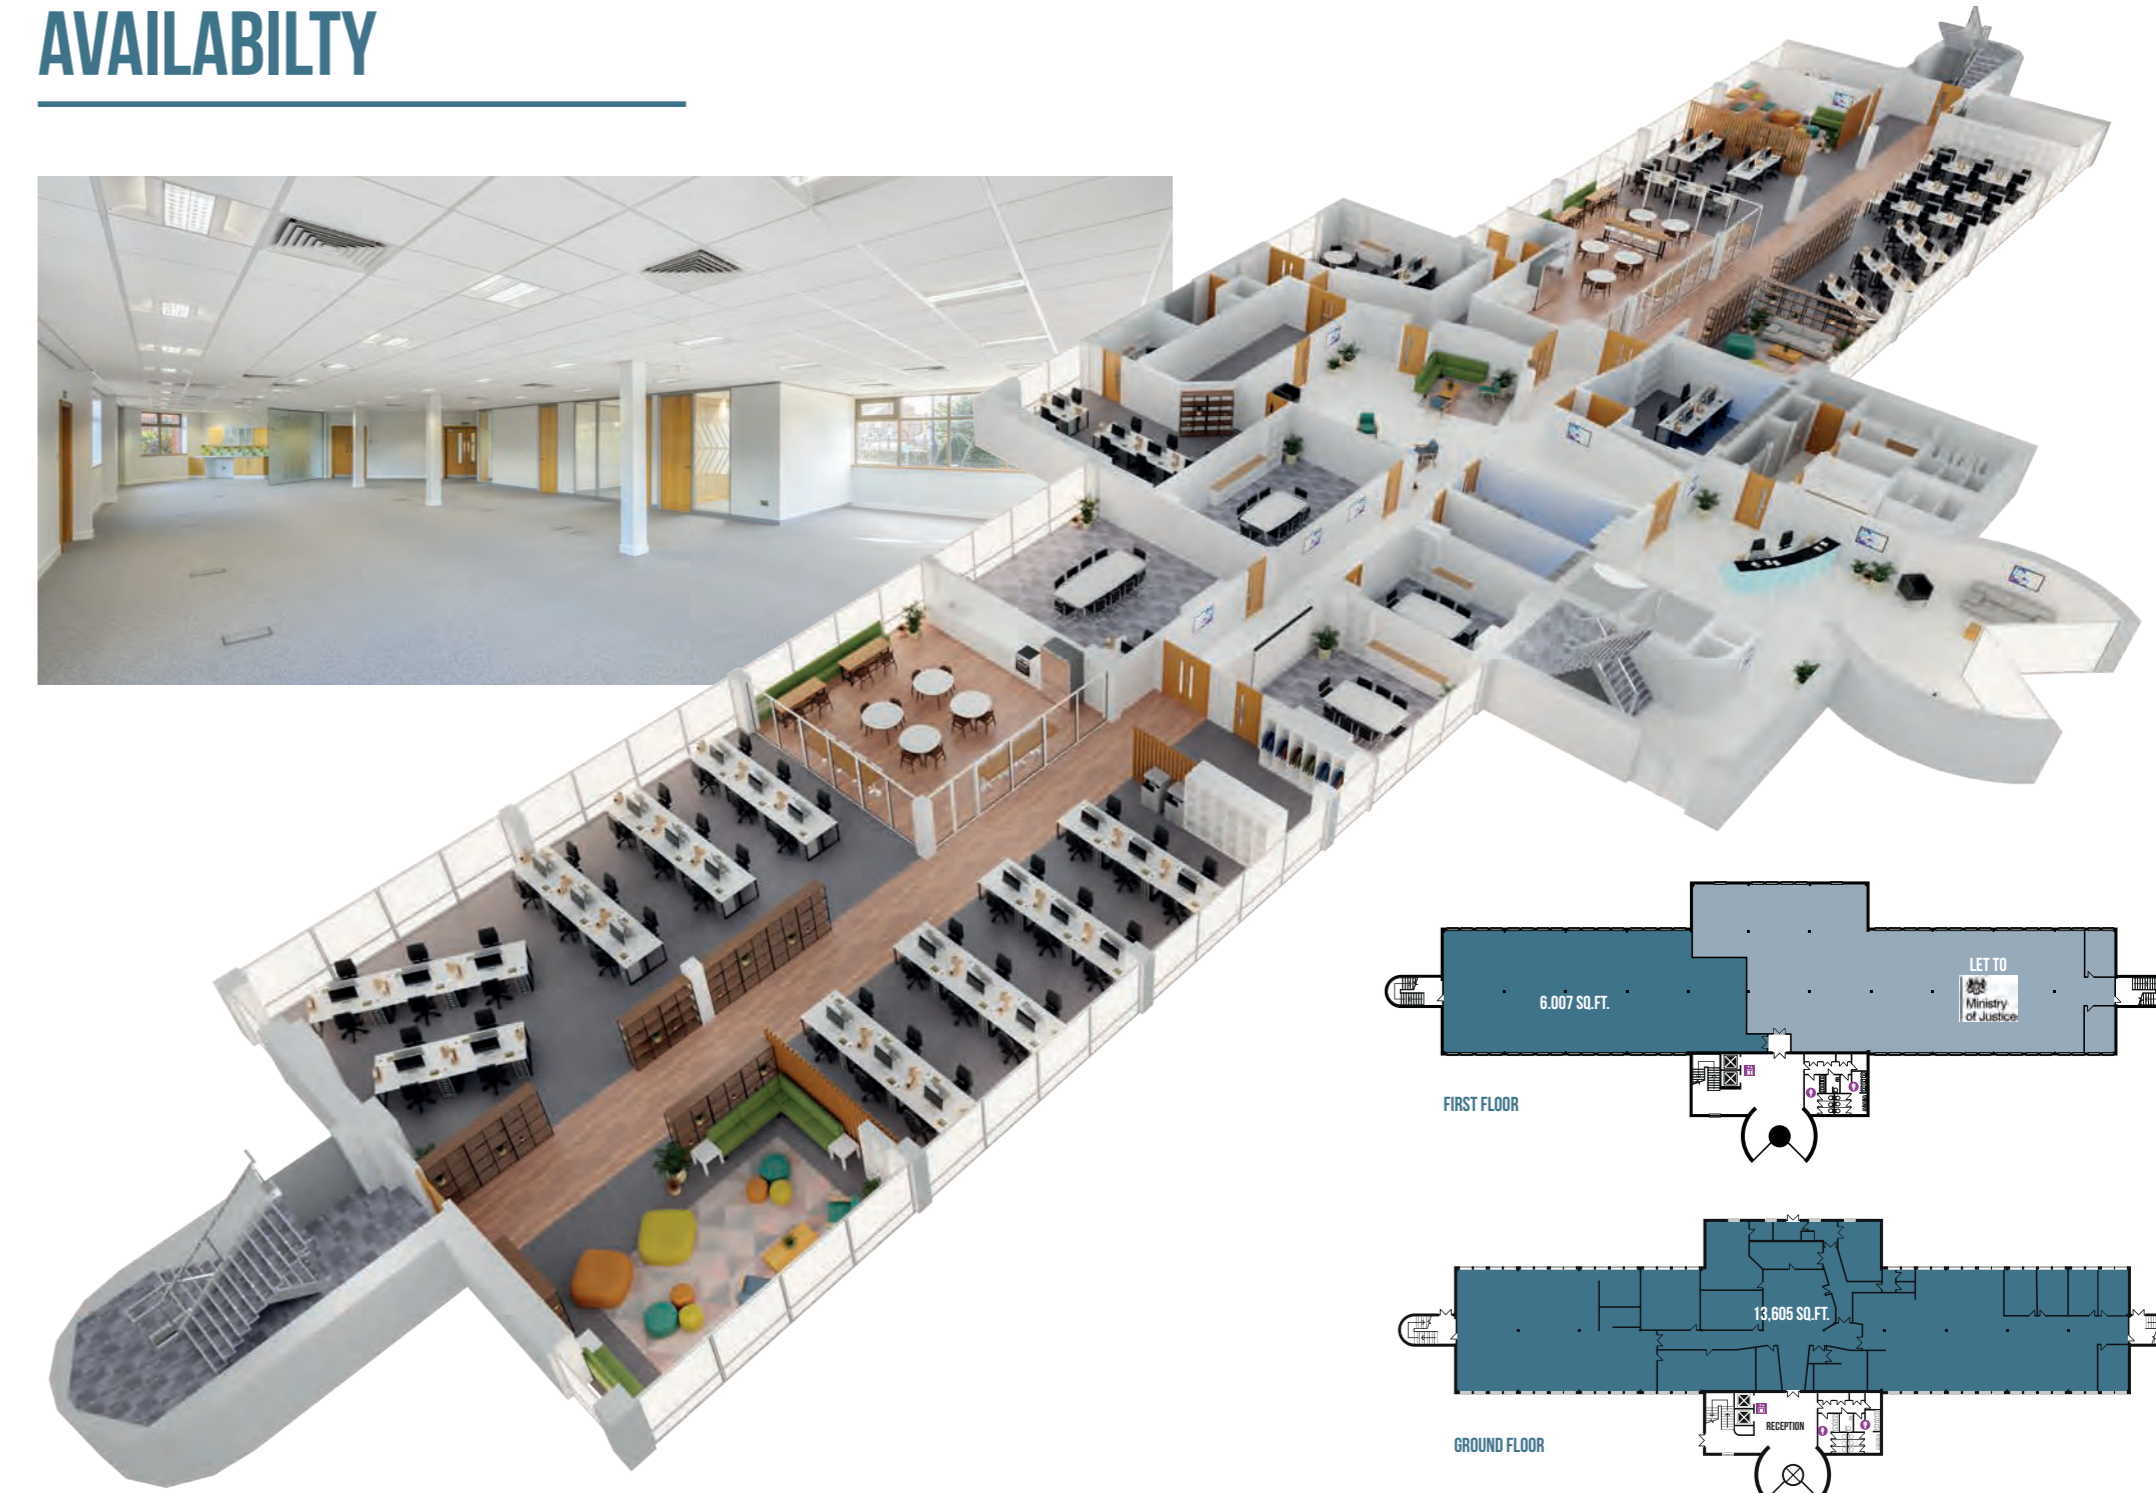 AVAILABILTY
6.007 SQ.FT.
LET TO
Ministry
of Justice
FIRST FLOOR
13,605 SQ.FT.
RECEPTION
GROUND FLOOR